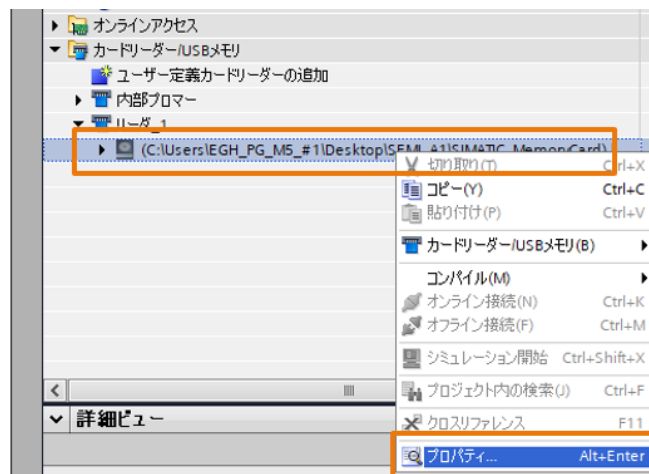 オンラインアクセス
カードリーダー/USBメモリ
ユーザー定義カードリーダーの追加
内部プロマー
リーダ_1
(C:\Users\EGH_PG_M5_#1\Desktop\SEMI_A1\SIMATIC_MemoryCard)
切り取り(T) Ctrl+X
コピー(Y) Ctrl+C
貼り付け(P) Ctrl+V
カードリーダー/USBメモリ(B)
コンパイル(M)
オンライン接続(N) Ctrl+K
オフライン接続(F) Ctrl+M
シミュレーション開始 Ctrl+Shift+X
プロジェクト内の検索(J) Ctrl+F
クロスリファレンス F11
プロパティ... Alt+Enter
詳細ビュー